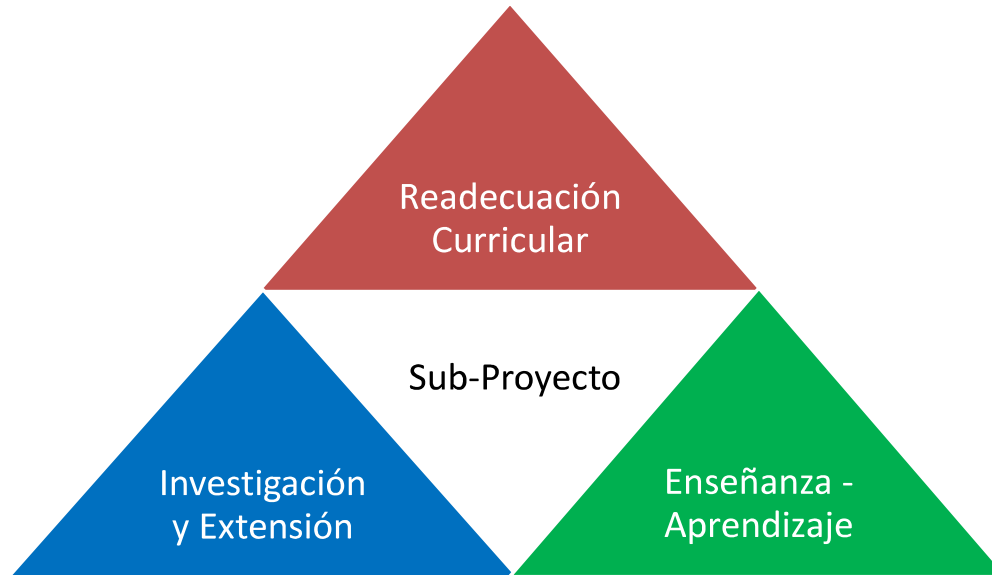 Readecuación
Curricular
Sub-Proyecto
Investigación
y Extensión
Enseñanza -
Aprendizaje